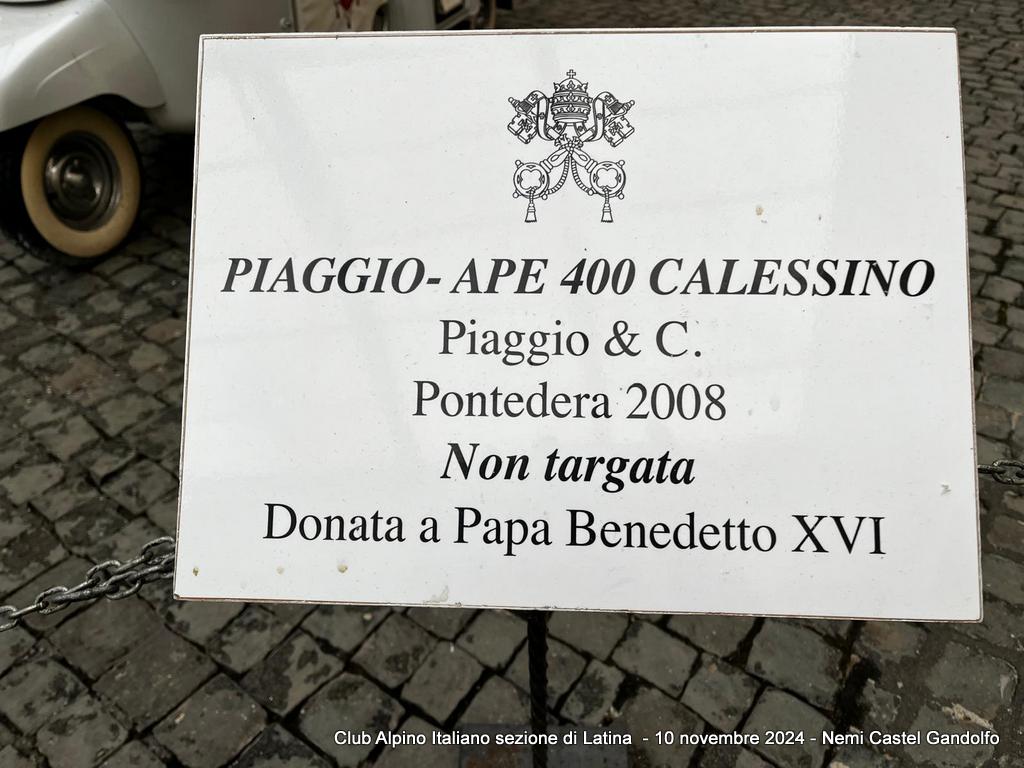 PIAGGIO- APE 400 CALESSINO
Piaggio & C.
Pontedera 2008
Non targata
Donata a Papa Benedetto XVI
Club Alpino Italiano sezione di Latina - 10 novembre 2024 - Nemi Castel Gandolfo